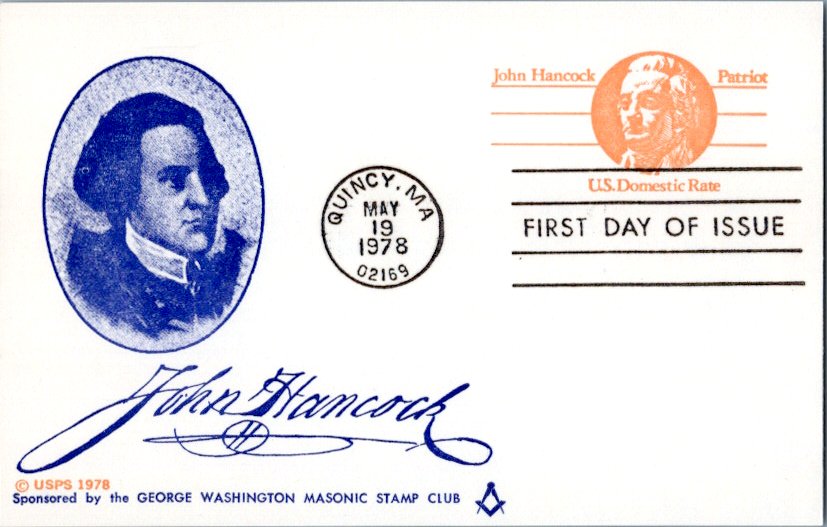 John Hancock Patriot
U.S. Domestic Rate
QUINCY, MA
MAY
19
1978
02169
FIRST DAY OF ISSUE
John Hancock
© USPS 1978
Sponsored by the GEORGE WASHINGTON MASONIC STAMP CLUB